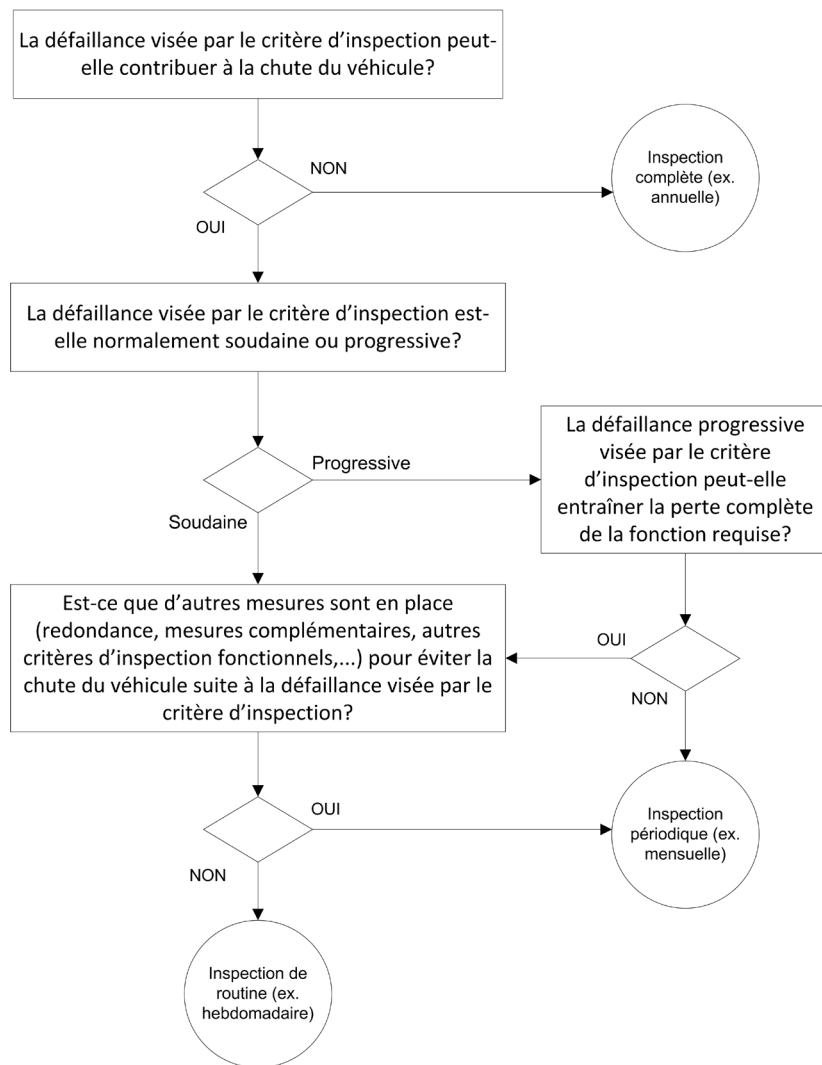 La défaillance visée par le critère d’inspection peut-
elle contribuer à la chute du véhicule?
NON
Inspection
complète (ex.
annuelle)
OUI
La défaillance visée par le critère d’inspection est-
elle normalement soudaine ou progressive?
Progressive
Soudaine
La défaillance progressive
visée par le critère
d’inspection peut-elle
entraîner la perte complète
de la fonction requise?
Est-ce que d’autres mesures sont en place
(redondance, mesures complémentaires, autres
critères d’inspection fonctionnels,...) pour éviter la
chute du véhicule suite à la défaillance visée par le
critère d’inspection?
OUI
NON
OUI
NON
Inspection
périodique (ex.
mensuelle)
Inspection de
routine (ex.
hebdomadaire)